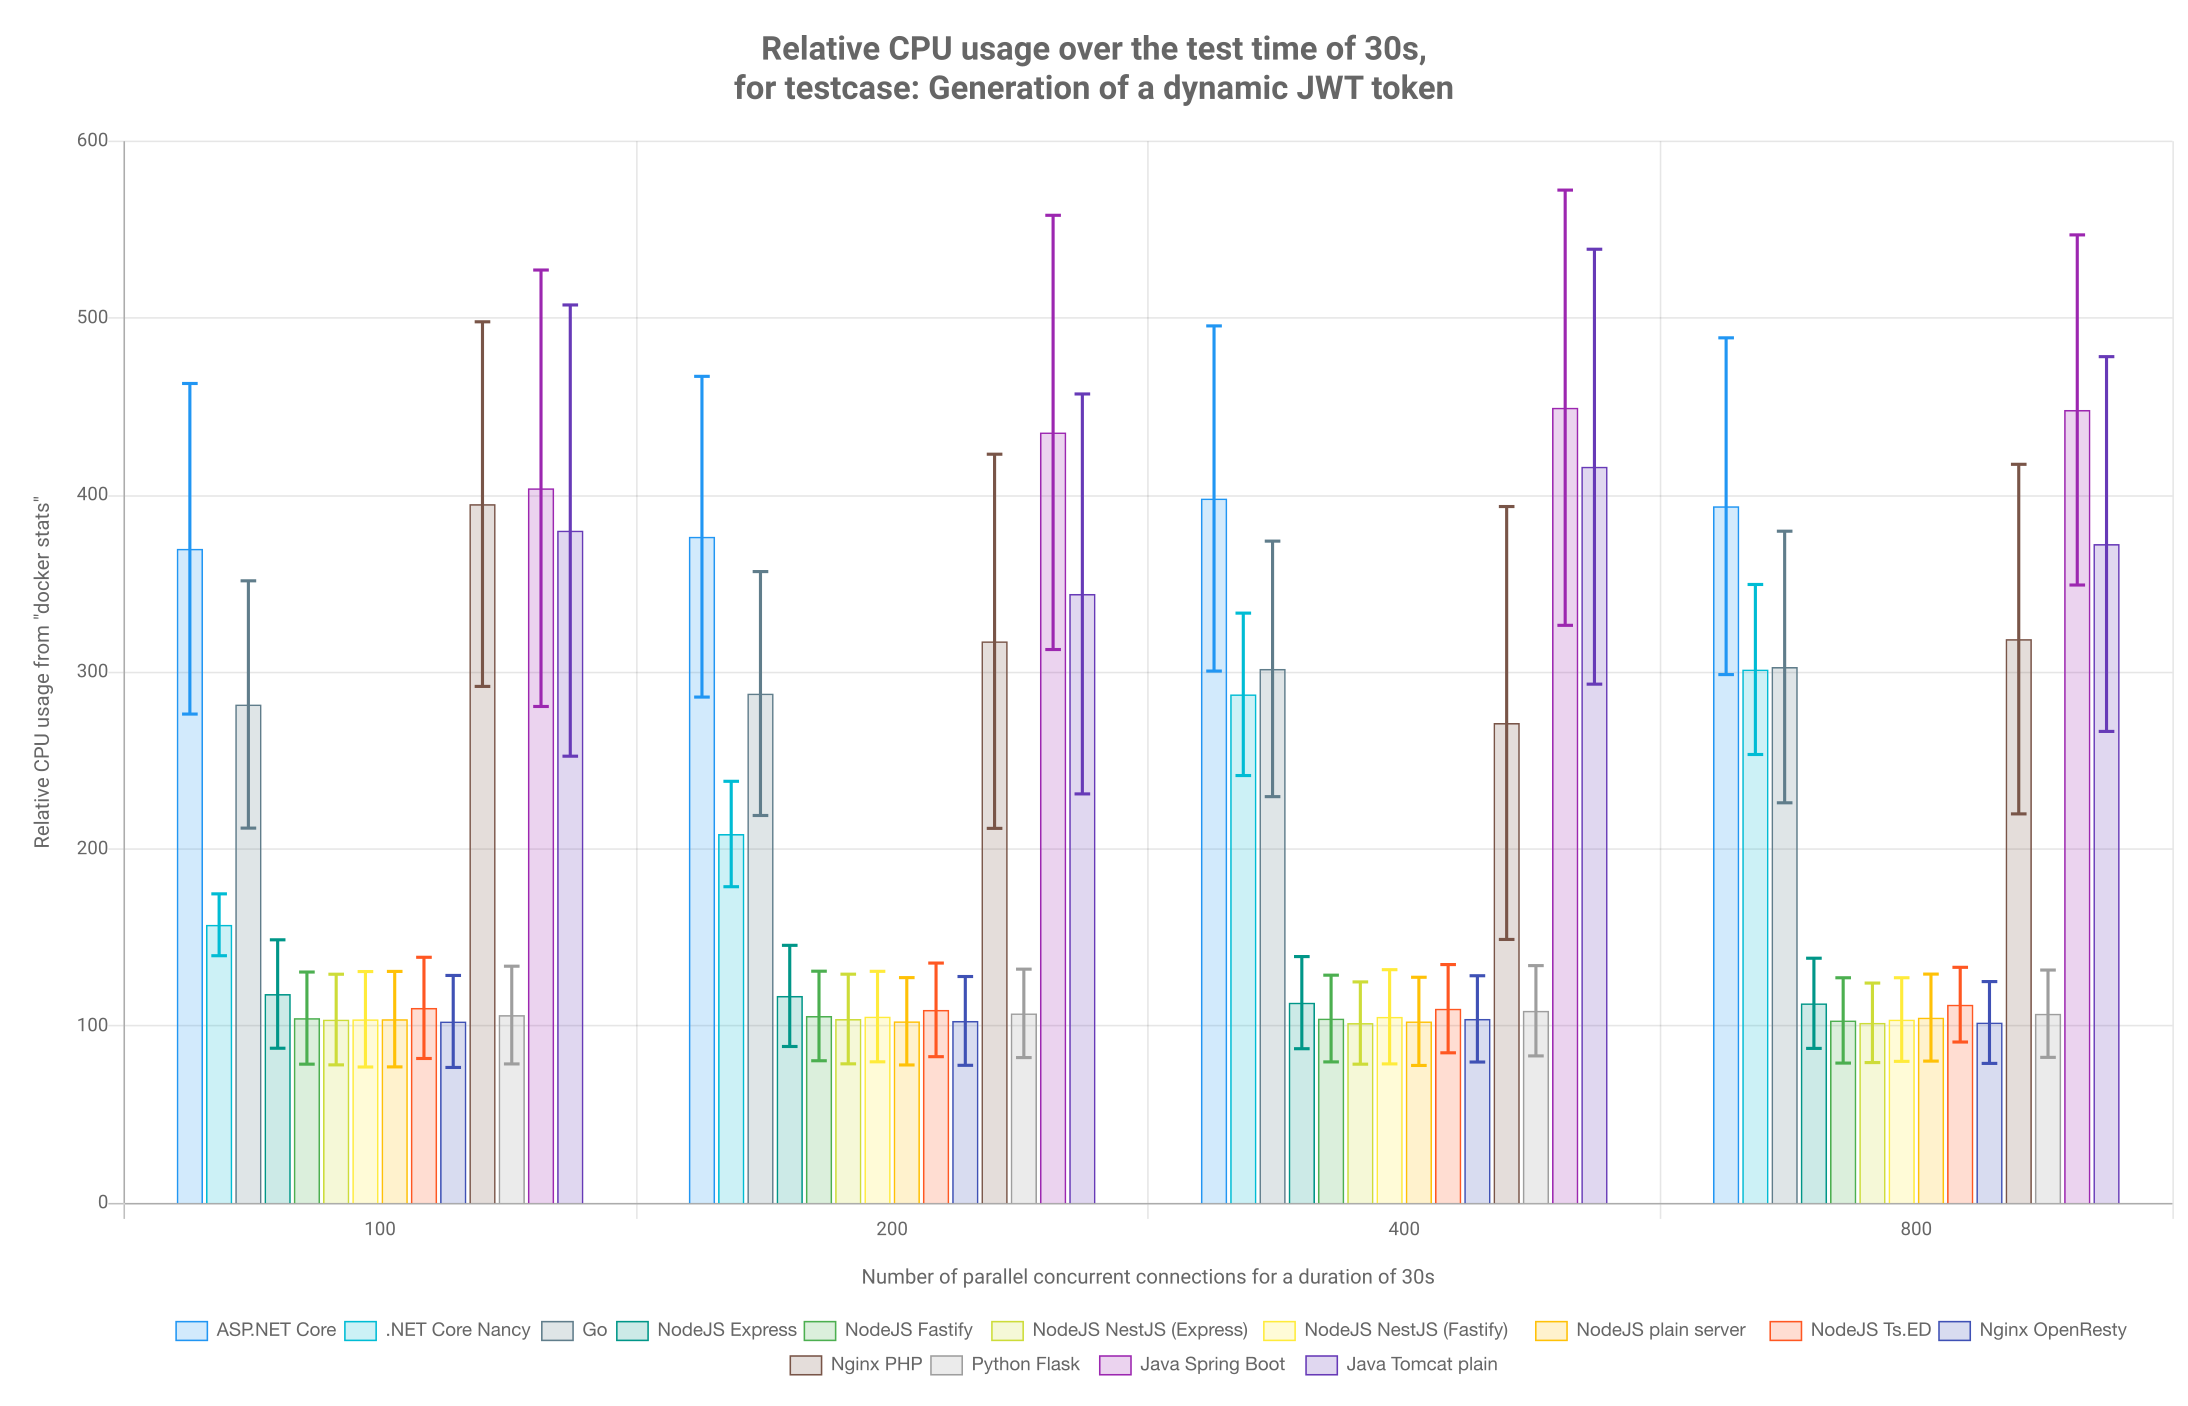 Relative CPU usage over the test time of 30s,
for testcase: Generation of a dynamic JWT token
600
500
400
300
200
100
0
Relative CPU usage from "docker stats"
100 200 400 800
Number of parallel concurrent connections for a duration of 30s
ASP.NET Core .NET Core Nancy Go NodeJS Express NodeJS Fastify NodeJS NestJS (Express) NodeJS NestJS (Fastify) NodeJS plain server NodeJS Ts.ED Nginx OpenResty
Nginx PHP Python Flask Java Spring Boot Java Tomcat plain